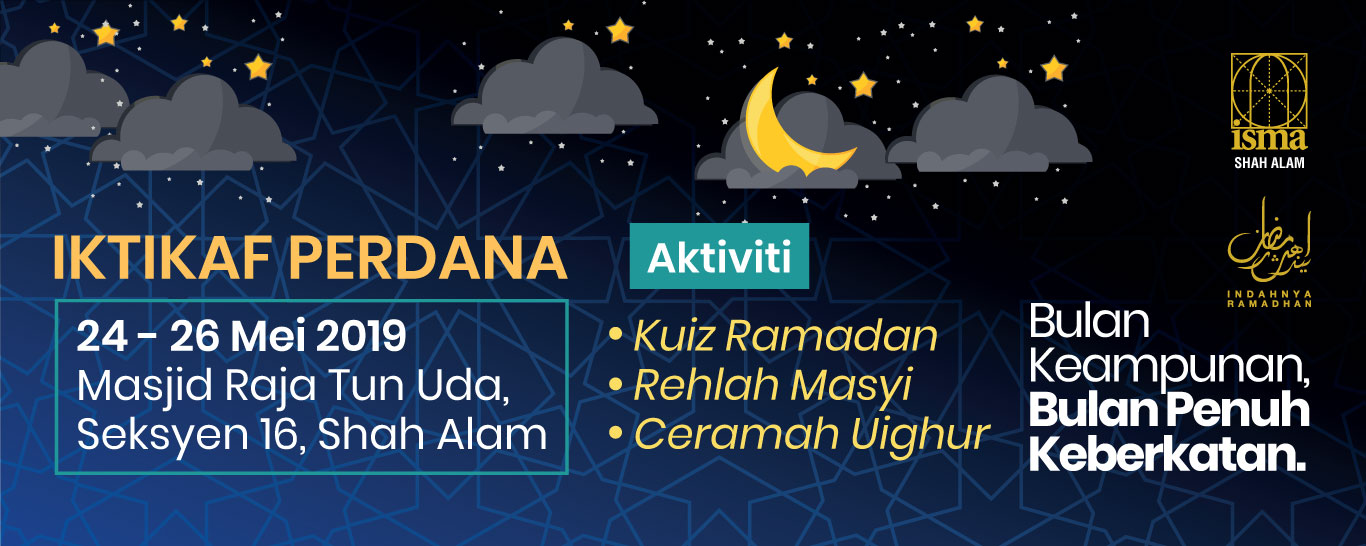 isma
SHAH ALAM
INDAHNYA
RAMADHAN
IKTIKAF PERDANA
24 - 26 Mei 2019
Masjid Raja Tun Uda,
Seksyen 16, Shah Alam
Aktiviti
• Kuiz Ramadan
• Rehlah Masyi
• Ceramah Uighur
Bulan
Keampunan,
Bulan Penuh
Keberkatan.